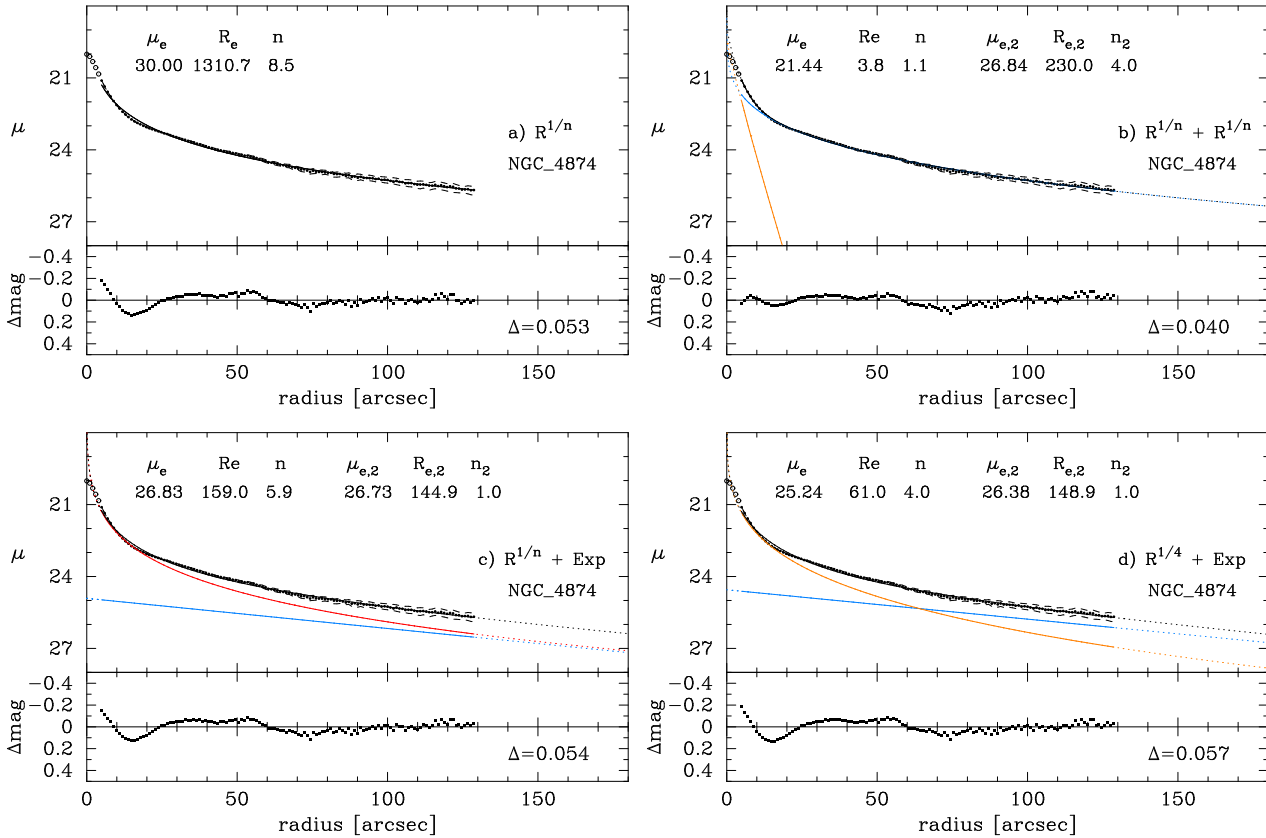 μe Re n
30.00 1310.7 8.5
21
24
27
μ
a) R^1/n
NGC_4874
−0.4
−0.2
0
0.2
0.4
Δmag
Δ=0.053
0 50 100 150
radius [arcsec]
μe Re n μe,2 Re,2 n2
21.44 3.8 1.1 26.84 230.0 4.0
21
24
27
μ
b) R^1/n + R^1/n
NGC_4874
−0.4
−0.2
0
0.2
0.4
Δmag
Δ=0.040
0 50 100 150
radius [arcsec]
μe Re n μe,2 Re,2 n2
26.83 159.0 5.9 26.73 144.9 1.0
21
24
27
μ
c) R^1/n + Exp
NGC_4874
−0.4
−0.2
0
0.2
0.4
Δmag
Δ=0.054
0 50 100 150
radius [arcsec]
μe Re n μe,2 Re,2 n2
25.24 61.0 4.0 26.38 148.9 1.0
21
24
27
μ
d) R^1/4 + Exp
NGC_4874
−0.4
−0.2
0
0.2
0.4
Δmag
Δ=0.057
0 50 100 150
radius [arcsec]